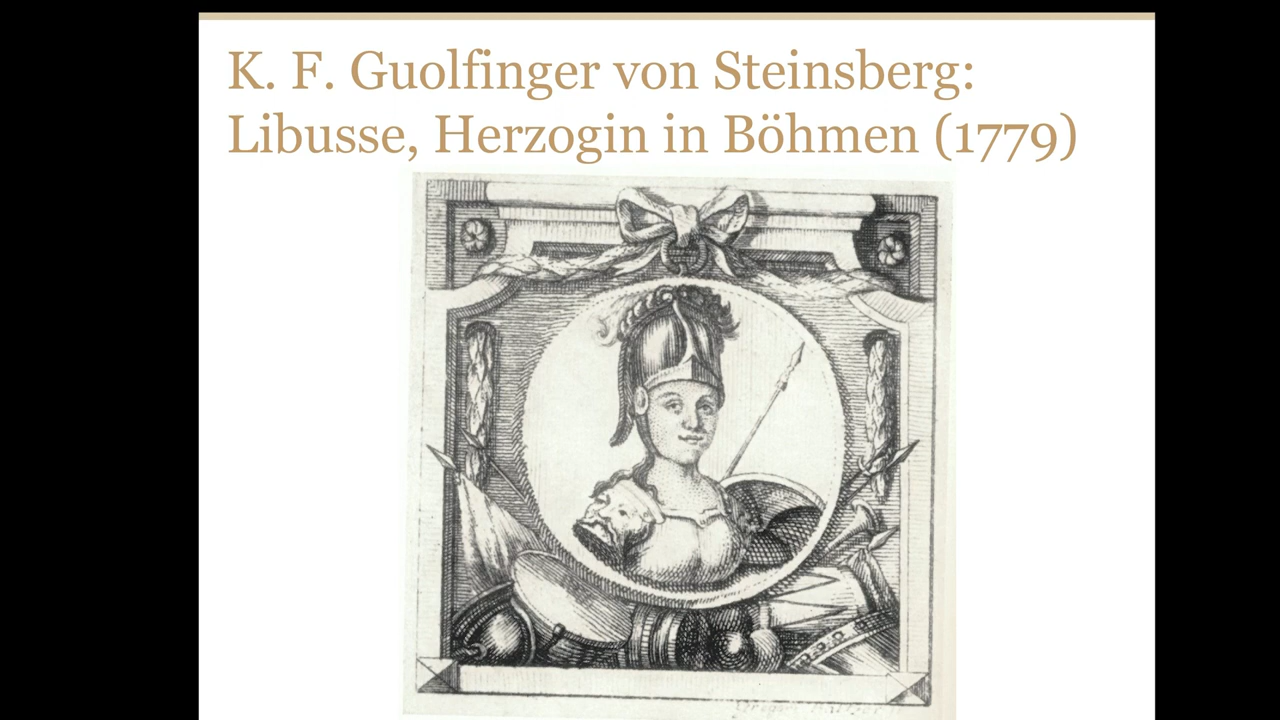 K. F. Guolfinger von Steinsberg:
Libusse, Herzogin in Böhmen (1779)